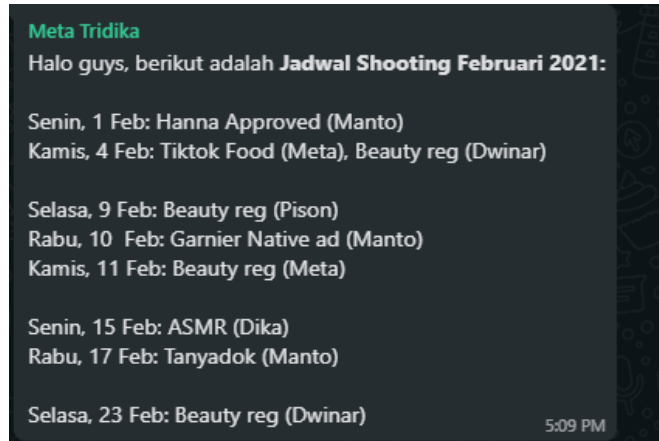 Meta Tridika
Halo guys, berikut adalah Jadwal Shooting Februari 2021:
Senin, 1 Feb: Hanna Approved (Manto)
Kamis, 4 Feb: Tiktok Food (Meta), Beauty reg (Dwinar)
Selasa, 9 Feb: Beauty reg (Pison)
Rabu, 10  Feb: Garnier Native ad (Manto)
Kamis, 11 Feb: Beauty reg (Meta)
Senin, 15 Feb: ASMR (Dika)
Rabu, 17 Feb: Tanyadok (Manto)
Selasa, 23 Feb: Beauty reg (Dwinar)
5:09 PM